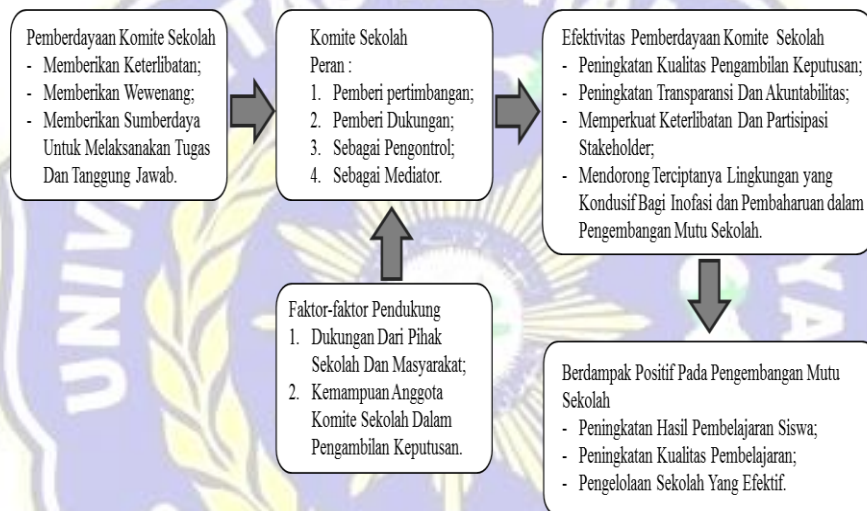 Pemberdayaan Komite Sekolah
- Memberikan Keterlibatan;
- Memberikan Wewenang;
- Memberikan Sumberdaya
Untuk Melaksanakan Tugas
Dan Tanggung Jawab.
Komite Sekolah
Peran :
1. Pemberi pertimbangan;
2. Pemberi Dukungan;
3. Sebagai Pengontrol;
4. Sebagai Mediator.
Efektivitas Pemberdayaan Komite Sekolah
- Peningkatan Kualitas Pengambilan Keputusan;
- Peningkatan Transparansi Dan Akuntabilitas;
- Memperkuat Keterlibatan Dan Partisipasi
Stakeholder;
- Mendorong Terciptanya Lingkungan yang
Kondusif Bagi Inofasi dan Pembaharuan dalam
Pengembangan Mutu Sekolah.
Faktor-faktor Pendukung
1. Dukungan Dari Pihak
Sekolah Dan Masyarakat;
2. Kemampuan Anggota
Komite Sekolah Dalam
Pengambilan Keputusan.
Berdampak Positif Pada Pengembangan Mutu
Sekolah
- Peningkatan Hasil Pembelajaran Siswa;
- Peningkatan Kualitas Pembelajaran;
- Pengelolaan Sekolah Yang Efektif.